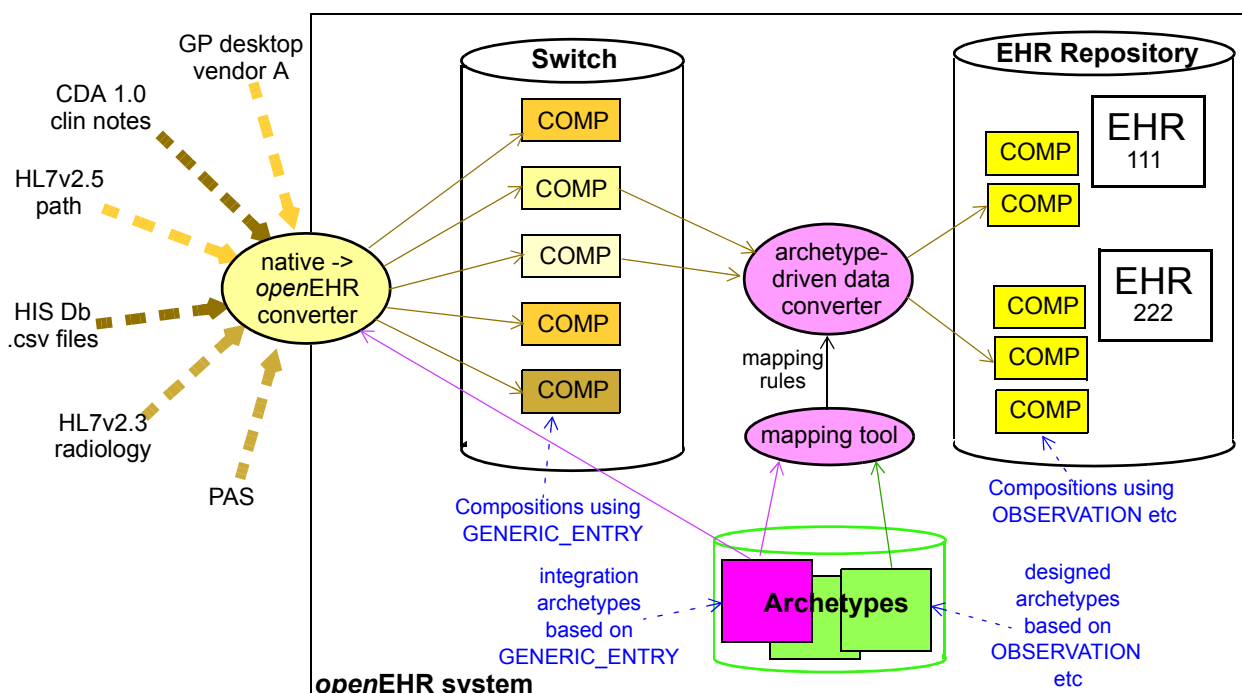 GP desktop
vendor A
CDA 1.0
clin notes
HL7v2.5
path
HIS Db
.csv files
HL7v2.3
radiology
PAS
native ->
openEHR
converter
Switch
COMP
COMP
COMP
COMP
COMP
Compositions using
GENERIC_ENTRY
archetype-
driven data
converter
mapping
rules
mapping tool
EHR Repository
EHR
111
COMP
COMP
EHR
222
COMP
COMP
COMP
Compositions using
OBSERVATION etc
integration
archetypes
based on
GENERIC_ENTRY
Archetypes
designed
archetypes
based on
OBSERVATION
etc
openEHR system